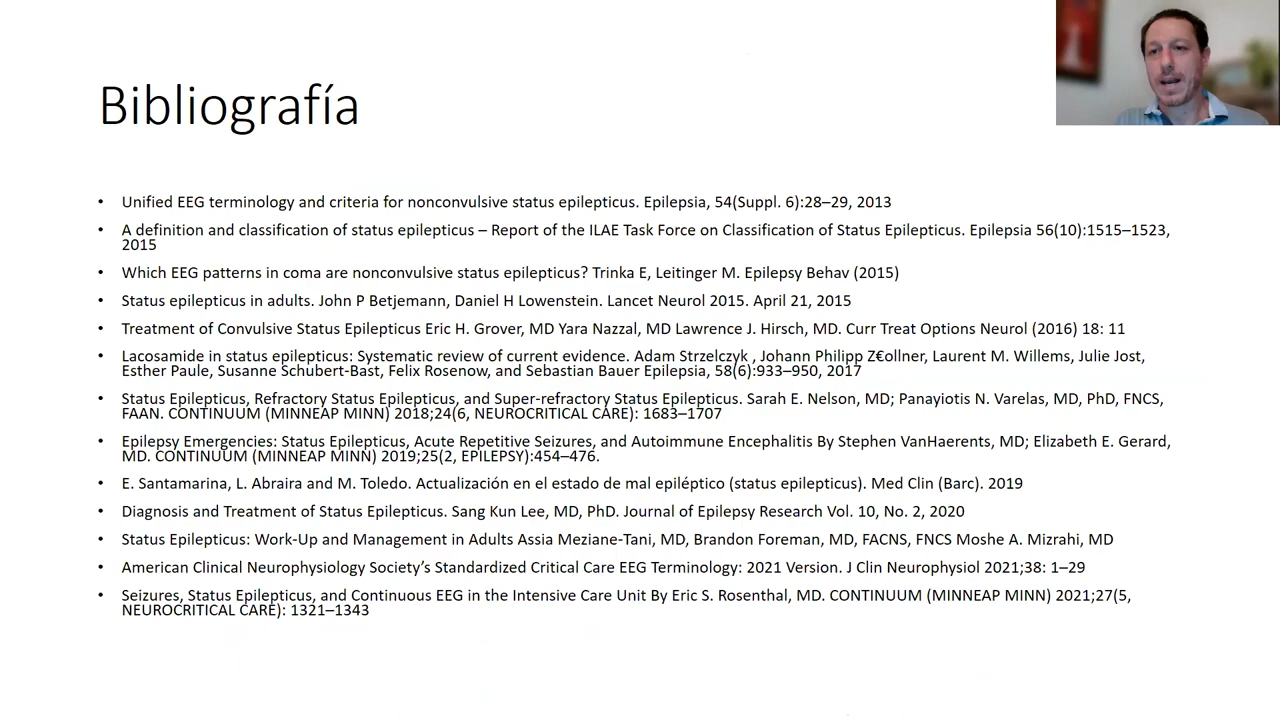 Bibliografía
• Unified EEG terminology and criteria for nonconvulsive status epilepticus. Epilepsia, 54(Suppl. 6):28–29, 2013
• A definition and classification of status epilepticus – Report of the ILAE Task Force on Classification of Status Epilepticus. Epilepsia 56(10):1515–1523,
2015
• Which EEG patterns in coma are nonconvulsive status epilepticus? Trinka E, Leitinger M. Epilepsy Behav (2015)
• Status epilepticus in adults. John P Betjemann, Daniel H Lowenstein. Lancet Neurol 2015. April 21, 2015
• Treatment of Convulsive Status Epilepticus Eric H. Grover, MD Yara Nazzal, MD Lawrence J. Hirsch, MD. Curr Treat Options Neurol (2016) 18: 11
• Lacosamide in status epilepticus: Systematic review of current evidence. Adam Strzelczyk , Johann Philipp Z€ollner, Laurent M. Willems, Julie Jost,
Esther Paule, Susanne Schubert-Bast, Felix Rosenow, and Sebastian Bauer Epilepsia, 58(6):933–950, 2017
• Status Epilepticus, Refractory Status Epilepticus, and Super-refractory Status Epilepticus. Sarah E. Nelson, MD; Panayiotis N. Varelas, MD, PhD, FNCS,
FAAN. CONTINUUM (MINNEAP MINN) 2018;24(6, NEUROCRITICAL CARE): 1683–1707
• Epilepsy Emergencies: Status Epilepticus, Acute Repetitive Seizures, and Autoimmune Encephalitis By Stephen VanHaerents, MD; Elizabeth E. Gerard,
MD. CONTINUUM (MINNEAP MINN) 2019;25(2, EPILEPSY):454–476.
• E. Santamarina, L. Abraira and M. Toledo. Actualización en el estado de mal epiléptico (status epilepticus). Med Clin (Barc). 2019
• Diagnosis and Treatment of Status Epilepticus. Sang Kun Lee, MD, PhD. Journal of Epilepsy Research Vol. 10, No. 2, 2020
• Status Epilepticus: Work-Up and Management in Adults Assia Meziane-Tani, MD, Brandon Foreman, MD, FACNS, FNCS Moshe A. Mizrahi, MD
• American Clinical Neurophysiology Society’s Standardized Critical Care EEG Terminology: 2021 Version. J Clin Neurophysiol 2021;38: 1–29
• Seizures, Status Epilepticus, and Continuous EEG in the Intensive Care Unit By Eric S. Rosenthal, MD. CONTINUUM (MINNEAP MINN) 2021;27(5,
NEUROCRITICAL CARE): 1321–1343